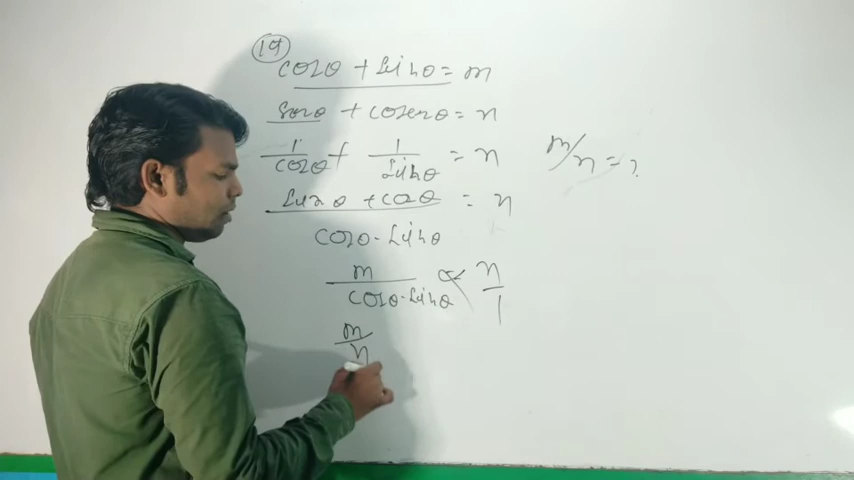 19
cosθ + sinθ = m
secθ + cosecθ = n
1/cosθ + 1/sinθ = n
m/n = ?
sinθ + cosθ / cosθ · sinθ = n
m / cosθ · sinθ = n / 1
m/n